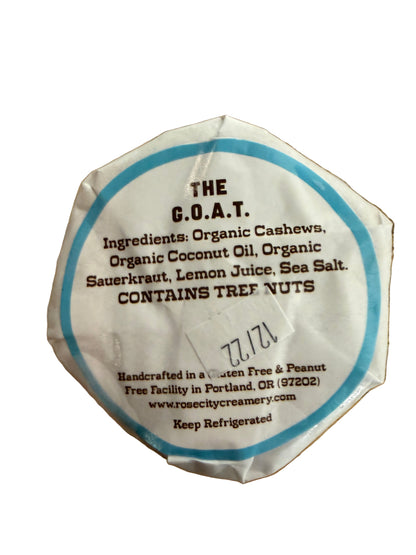 THE
G.O.A.T.
Ingredients: Organic Cashews,
Organic Coconut Oil, Organic
Sauerkraut, Lemon Juice, Sea Salt.
CONTAINS TREE NUTS
12/22
Handcrafted in a Gluten Free & Peanut
Free Facility in Portland, OR (97202)
www.rosecitycreamery.com
Keep Refrigerated